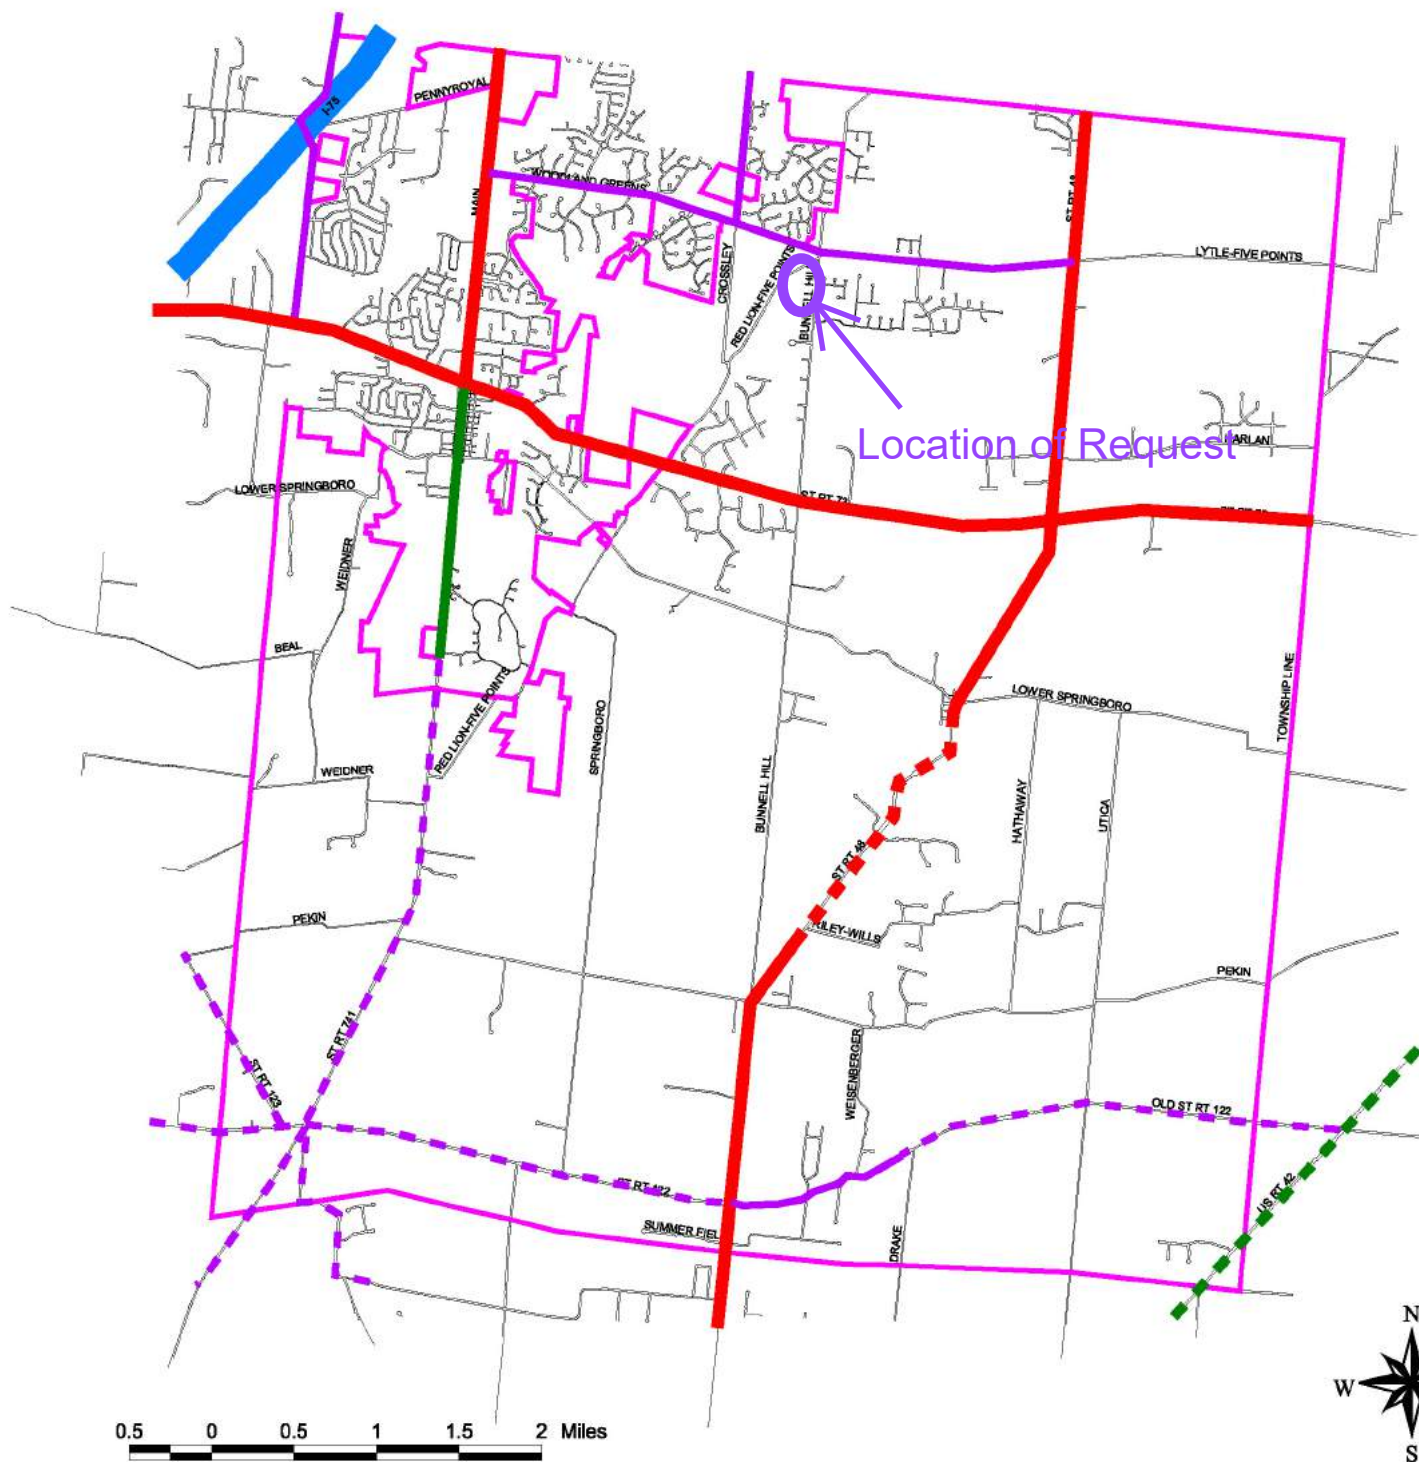 I-75
PENNYROYAL
WOODLAND GREENS
MAIN
ST RT 48
LYTLE-FIVE POINTS
CROSSLEY
RED LION-FIVE POINTS
BUNNELL HILL
Location of Request
HARLAN
LOWER SPRINGBORO
ST RT 73
WEIDNER
BEAL
RED LION-FIVE POINTS
SPRINGBORO
LOWER SPRINGBORO
TOWNSHIP LINE
WEIDNER
BUNNELL HILL
HATHAWAY
UTICA
ST RT 48
PEKIN
RILEY-WILLS
PEKIN
ST RT 741
ST RT 123
WEISENBERGER
OLD ST RT 122
ST RT 122
US RT 42
SUMMER FIEL
DRAKE
N
W
S
0.5 0 0.5 1 1.5 2 Miles